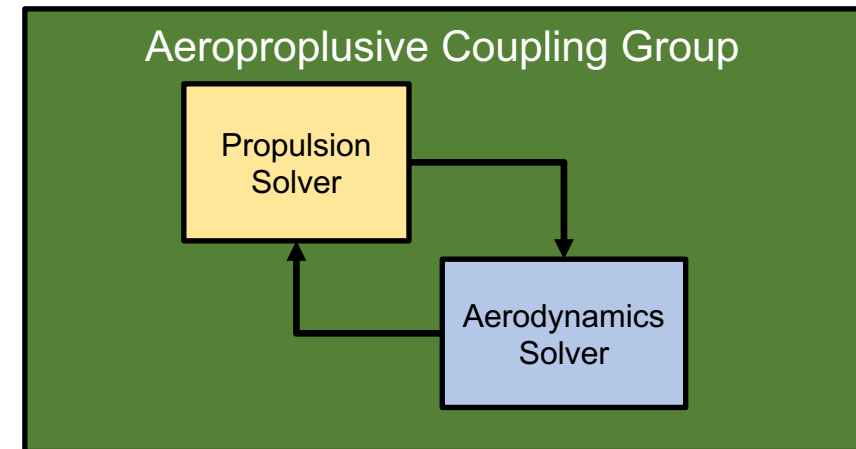 Aeroproplusive Coupling Group
Propulsion
Solver
Aerodynamics
Solver